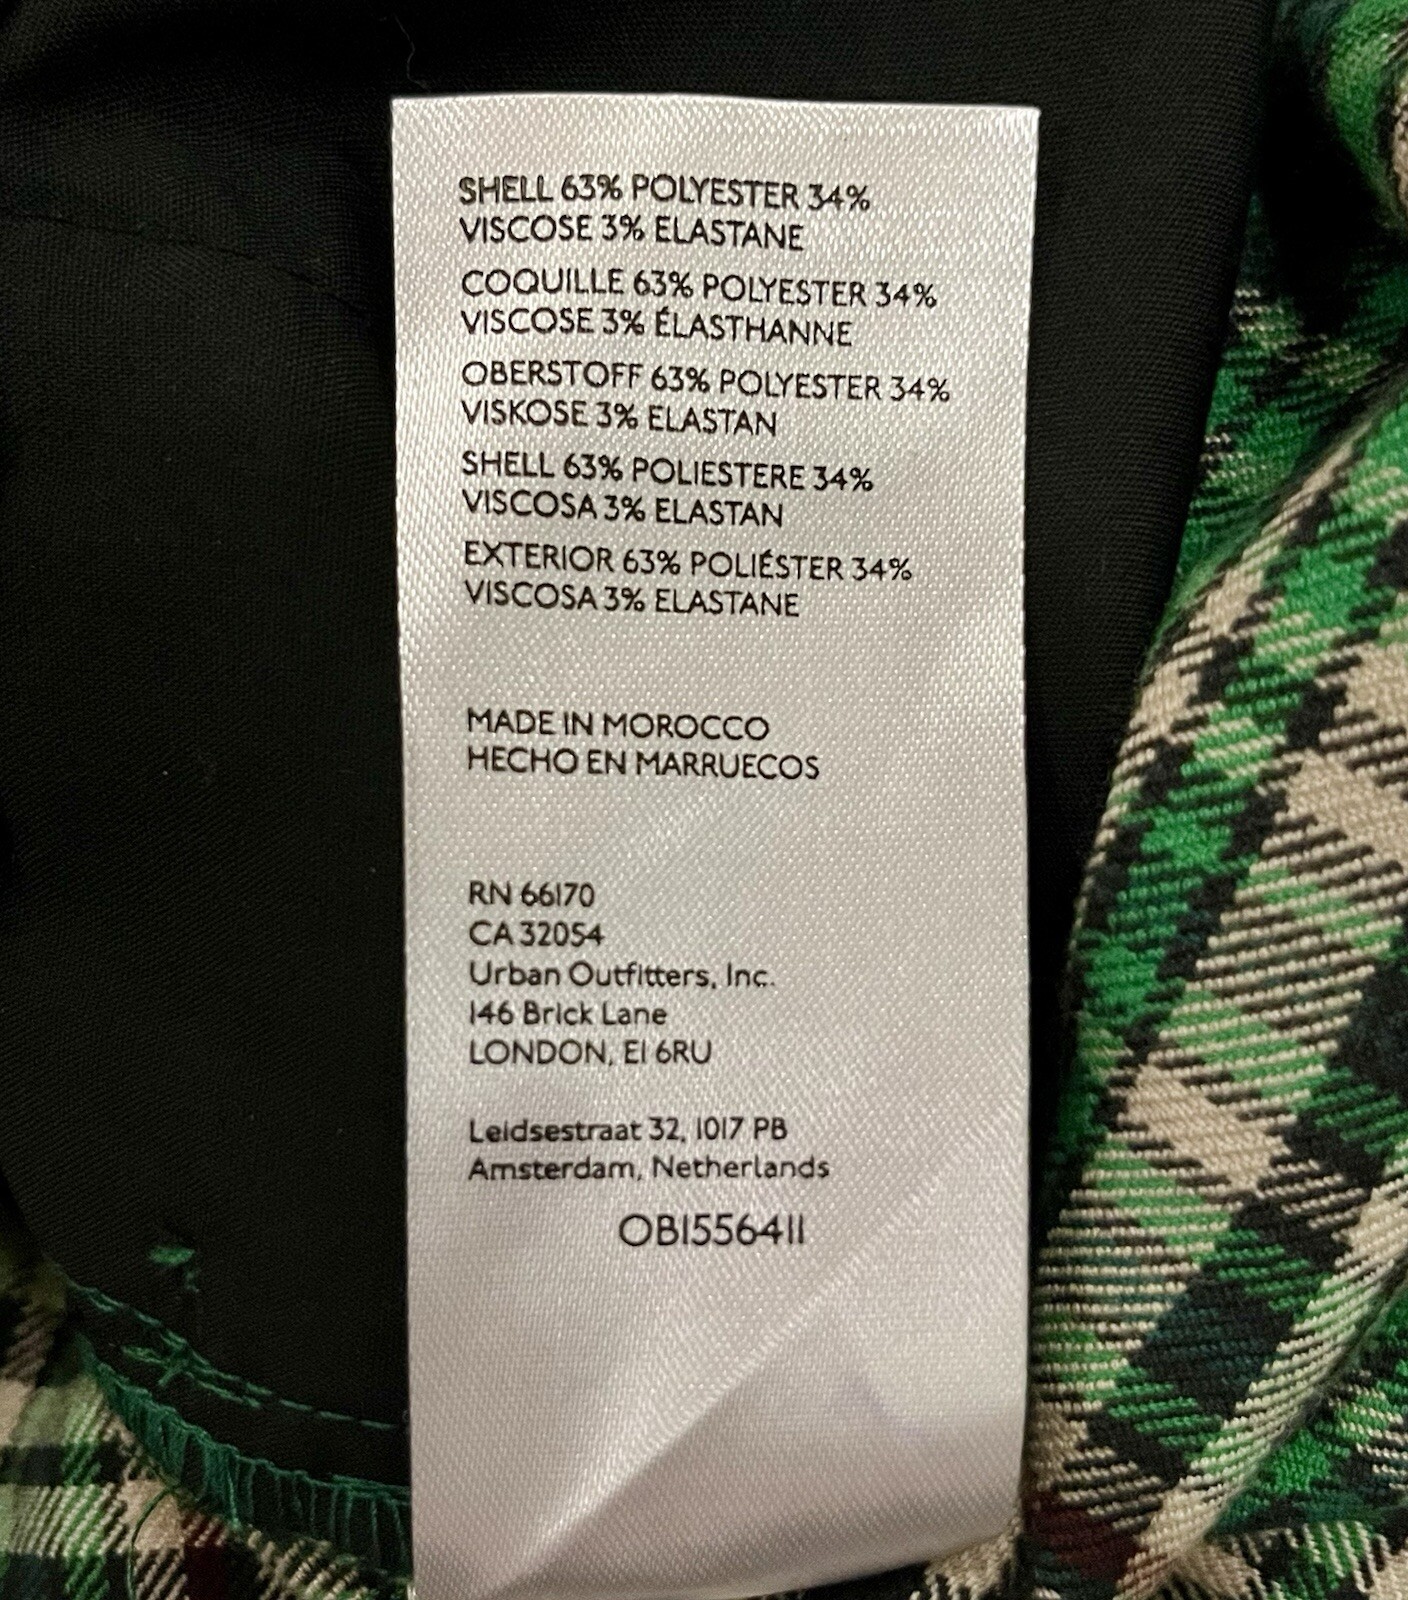 SHELL 63% POLYESTER 34%
VISCOSE 3% ELASTANE
COQUILLE 63% POLYESTER 34%
VISCOSE 3% ÉLASTHANNE
OBERSTOFF 63% POLYESTER 34%
VISKOSE 3% ELASTAN
SHELL 63% POLIESTERE 34%
VISCOSA 3% ELASTAN
EXTERIOR 63% POLIÉSTER 34%
VISCOSA 3% ELASTANE
MADE IN MOROCCO
HECHO EN MARRUECOS
RN 66170
CA 32054
Urban Outfitters, Inc.
146 Brick Lane
LONDON, E1 6RU
Leidsestraat 32, 1017 PB
Amsterdam, Netherlands
OB1556411